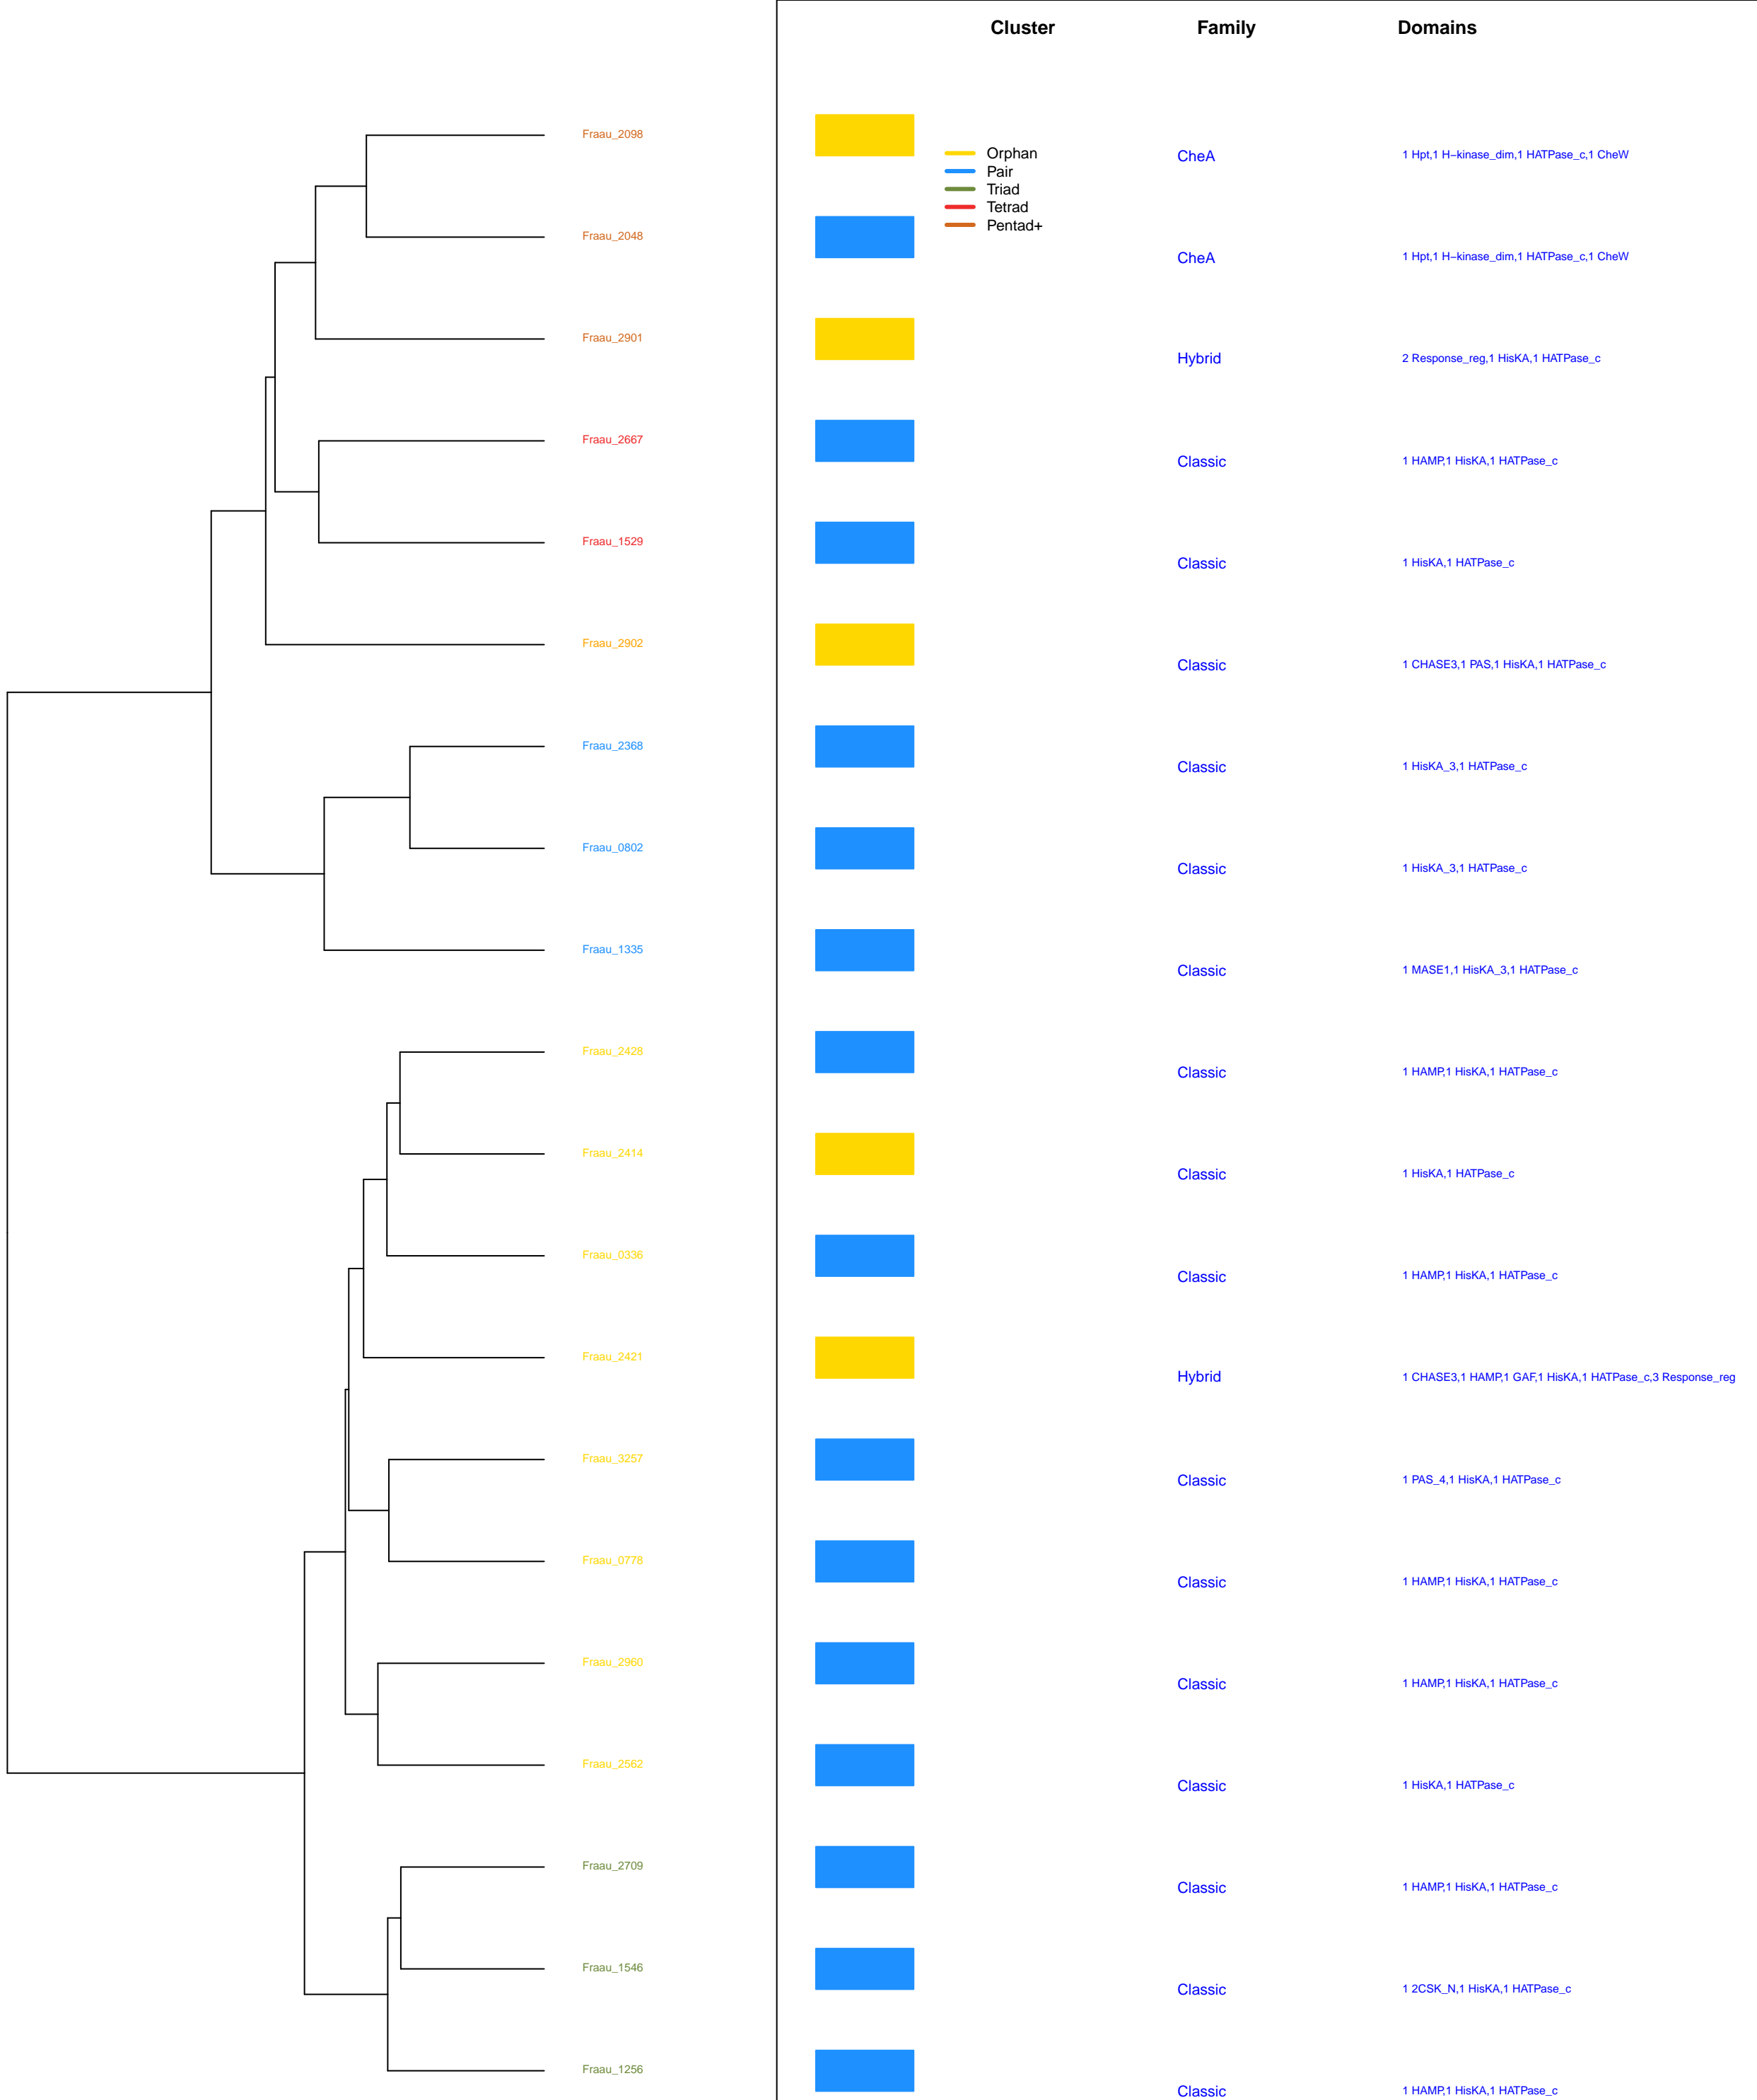 Cluster Family Domains
Fraau_2098
Orphan
CheA 1 Hpt,1 H−kinase_dim,1 HATPase_c,1 CheW
Pair
Triad
Tetrad
Pentad+
Fraau_2048
CheA 1 Hpt,1 H−kinase_dim,1 HATPase_c,1 CheW
Fraau_2901
Hybrid 2 Response_reg,1 HisKA,1 HATPase_c
Fraau_2667
Classic 1 HAMP,1 HisKA,1 HATPase_c
Fraau_1529
Classic 1 HisKA,1 HATPase_c
Fraau_2902
Classic 1 CHASE3,1 PAS,1 HisKA,1 HATPase_c
Fraau_2368
Classic 1 HisKA_3,1 HATPase_c
Fraau_0802
Classic 1 HisKA_3,1 HATPase_c
Fraau_1335
Classic 1 MASE1,1 HisKA_3,1 HATPase_c
Fraau_2428
Classic 1 HAMP,1 HisKA,1 HATPase_c
Fraau_2414
Classic 1 HisKA,1 HATPase_c
Fraau_0336
Classic 1 HAMP,1 HisKA,1 HATPase_c
Fraau_2421
Hybrid 1 CHASE3,1 HAMP,1 GAF,1 HisKA,1 HATPase_c,3 Response_reg
Fraau_3257
Classic 1 PAS_4,1 HisKA,1 HATPase_c
Fraau_0778
Classic 1 HAMP,1 HisKA,1 HATPase_c
Fraau_2960
Classic 1 HAMP,1 HisKA,1 HATPase_c
Fraau_2562
Classic 1 HisKA,1 HATPase_c
Fraau_2709
Classic 1 HAMP,1 HisKA,1 HATPase_c
Fraau_1546
Classic 1 2CSK_N,1 HisKA,1 HATPase_c
Fraau_1256
Classic 1 HAMP,1 HisKA,1 HATPase_c